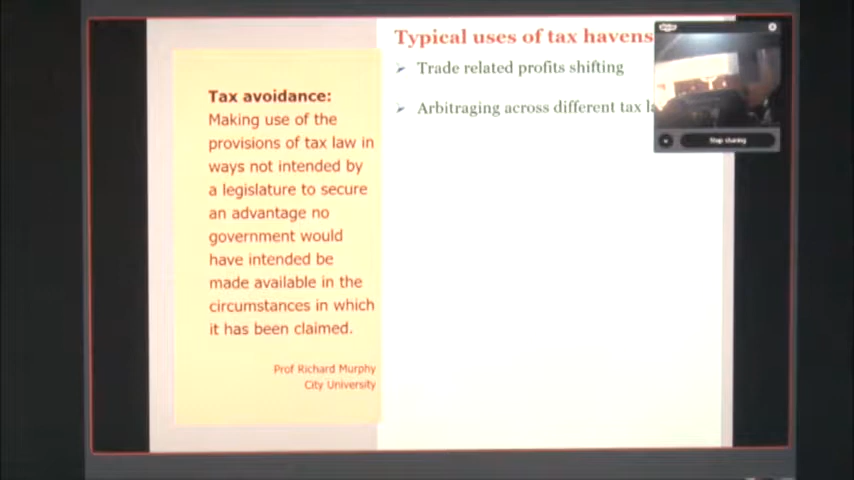 Typical uses of tax havens
Trade related profits shifting
Arbitraging across different tax
Tax avoidance:
Making use of the
provisions of tax law in
ways not intended by
a legislature to secure
an advantage no
government would
have intended be
made available in the
circumstances in which
it has been claimed.
Prof Richard Murphy
City University
Stop sharing